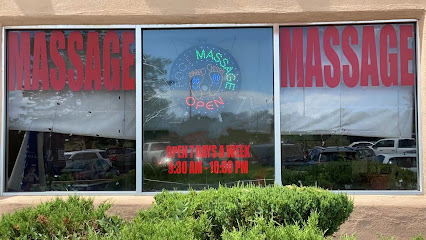 MASSAGE
MASSAGE
MASSAGE
OPEN
OPEN 7 DAYS A WEEK
9:30 AM - 10:00 PM